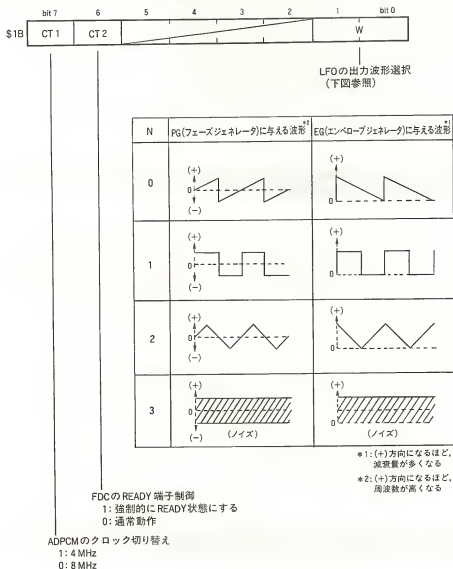 bit 7 6 5 4 3 2 1 bit 0
$1B CT 1 CT 2 W
LFOの出力波形選択
(下図参照)
N PG(フェーズジェネレータ)に与える波形*2 EG(エンベロープジェネレータ)に与える波形*1
(+) (+)
0 0 0
(−)
(+) (+)
1 0 0
(−)
(+) (+)
2 0 0
(−)
(+) (+)
3 0 0
(−) (ノイズ) (ノイズ)
*1:(+)方向になるほど,
減衰量が多くなる
*2:(+)方向になるほど,
周波数が高くなる
FDCのREADY端子制御
1:強制的にREADY状態にする
0:通常動作
ADPCMのクロック切り替え
1:4 MHz
0:8 MHz